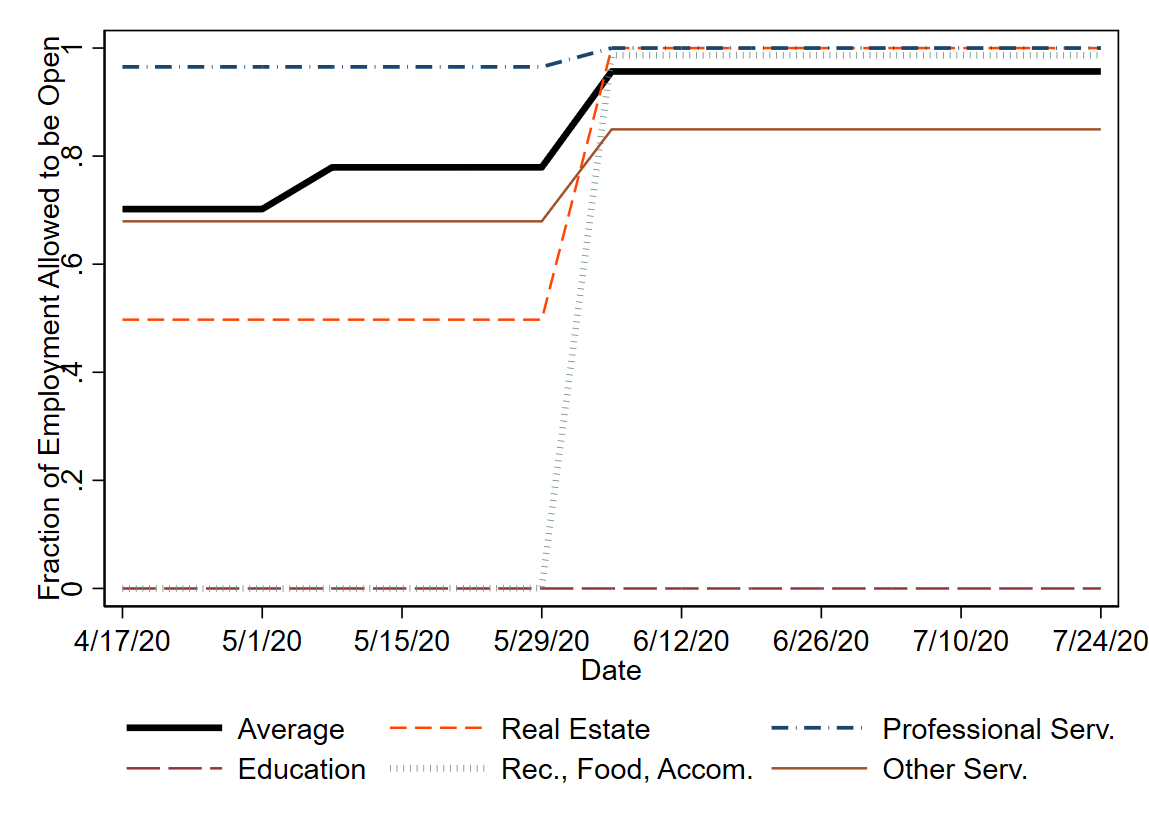 Fraction of Employment Allowed to be Open
1
.8
.6
.4
.2
0
4/17/20 5/1/20 5/15/20 5/29/20 6/12/20 6/26/20 7/10/20 7/24/20
Date
Average Real Estate Professional Serv.
Education Rec., Food, Accom. Other Serv.